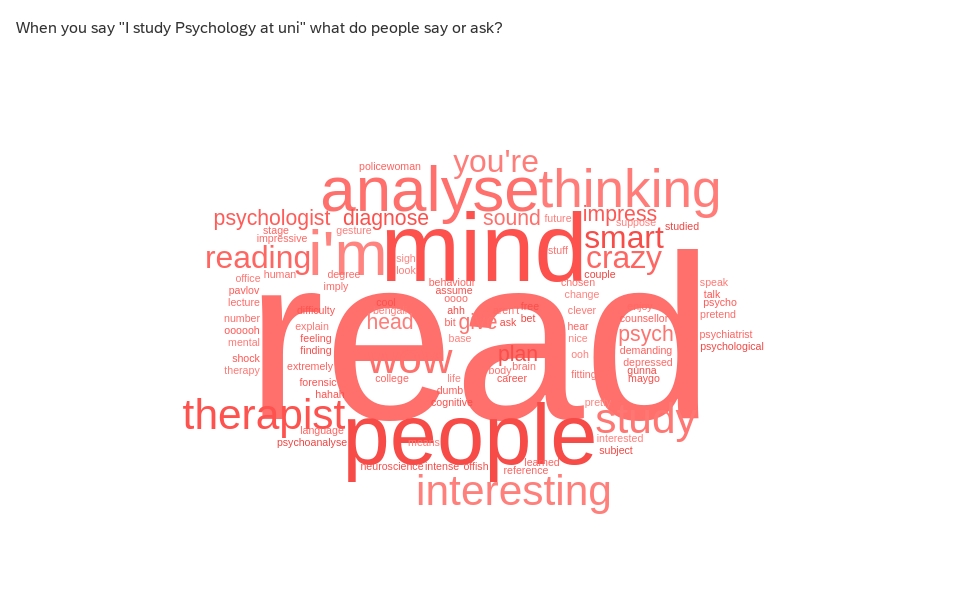 When you say "I study Psychology at uni" what do people say or ask?
policewoman you're
analyse thinking
psychologist diagnose sound future impress
suppose studied
stage gesture
impressive i'm mind stuff smart
reading sigh crazy
look
office human degree couple
imply behaviour chosen speak
pavlov assume change talk
lecture cool oooo psycho
difficulty ahh free clever counsellor pretend
number head bit give ask bet
oooooh explain hear psych psychiatrist
mental feeling base nice demanding psychological
finding wow plan ooh depressed
shock read
therapy extremely body brain gunna
forensic college life career fitting maygo
hahah dumb
cognitive
therapist study
language people interested
psychoanalyse means subject
neuroscience intense offish learned
reference
interesting